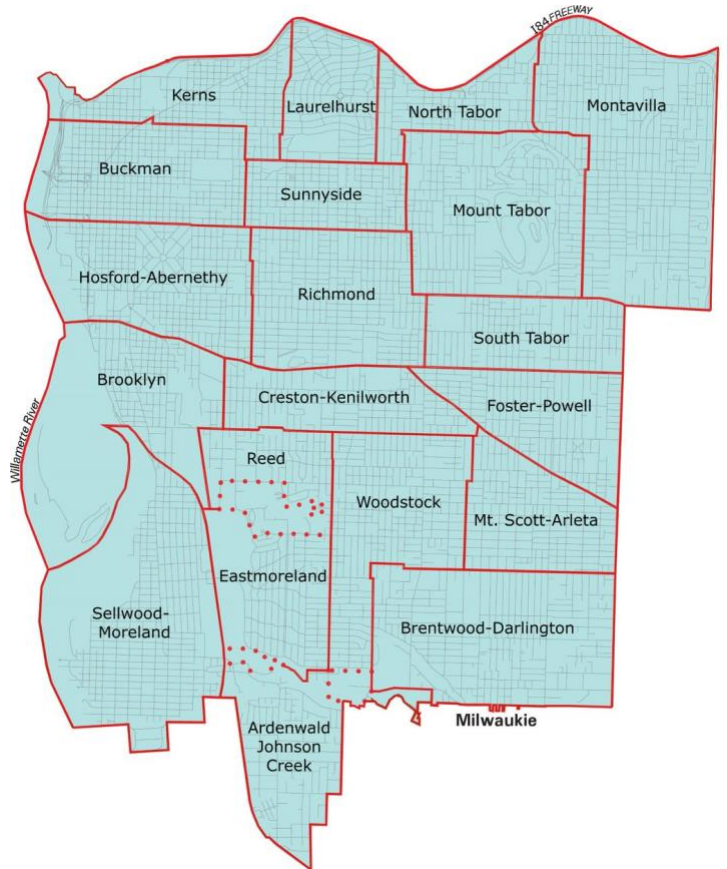 I84 FREEWAY
Kerns
Laurelhurst
North Tabor
Montavilla
Buckman
Sunnyside
Mount Tabor
Hosford-Abernethy
Richmond
South Tabor
Brooklyn
Creston-Kenilworth
Foster-Powell
Willamette River
Reed
Woodstock
Mt. Scott-Arleta
Eastmoreland
Sellwood-
Moreland
Brentwood-Darlington
Ardenwald
Johnson
Creek
Milwaukie